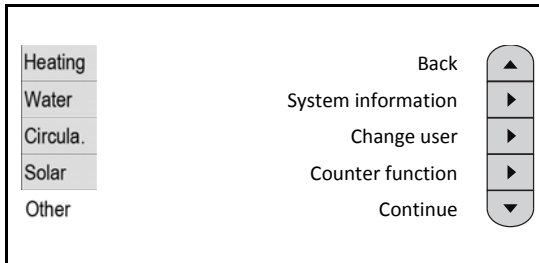 Heating
Back
Water
System information
Circula.
Change user
Solar
Counter function
Other
Continue